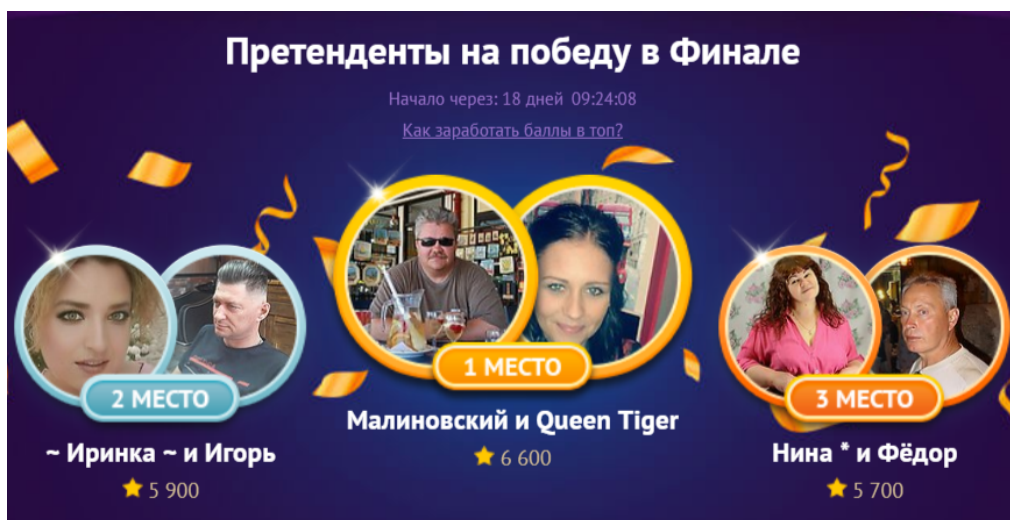 Претенденты на победу в Финале
Начало через: 18 дней 09:24:08
Как заработать баллы в топ?
2 МЕСТО
~ Иринка ~ и Игорь
5 900
1 МЕСТО
Малиновский и Queen Tiger
6 600
3 МЕСТО
Нина * и Фёдор
5 700